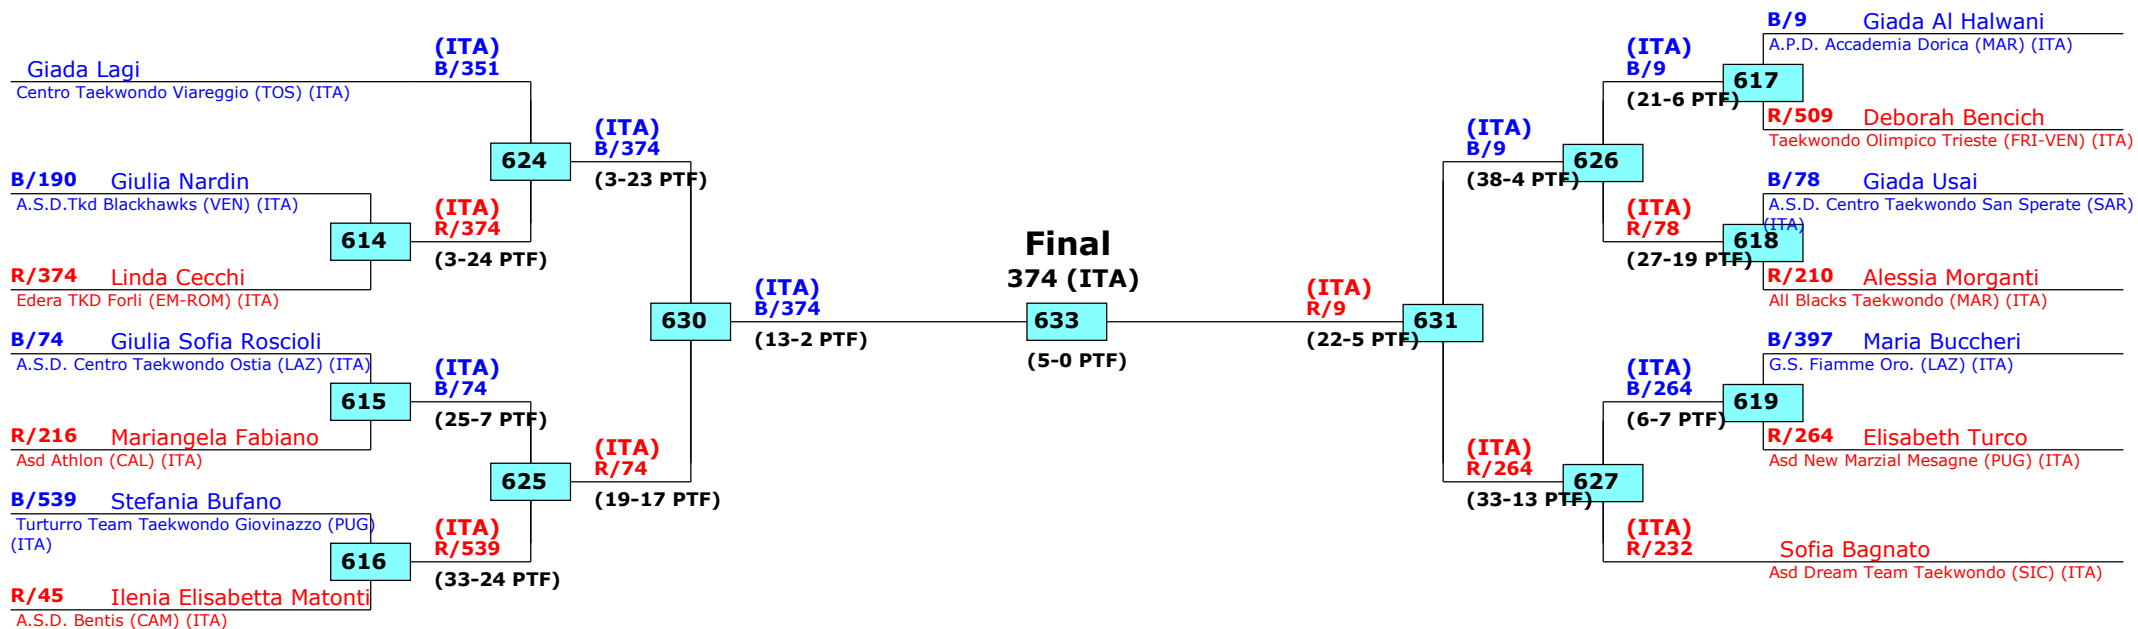 Giada Lagi
Centro Taekwondo Viareggio (TOS) (ITA)
(ITA)
B/351
B/190 Giulia Nardin
A.S.D.Tkd Blackhawks (VEN) (ITA)
614
R/374 Linda Cecchi
Edera TKD Forli (EM-ROM) (ITA)
(ITA)
R/374
(3-24 PTF)
624
(ITA)
B/374
(3-23 PTF)
B/74 Giulia Sofia Roscioli
A.S.D. Centro Taekwondo Ostia (LAZ) (ITA)
615
R/216 Mariangela Fabiano
Asd Athlon (CAL) (ITA)
(ITA)
B/74
(25-7 PTF)
B/539 Stefania Bufano
Turturro Team Taekwondo Giovinazzo (PUG)
(ITA)
616
R/45 Ilenia Elisabetta Matonti
A.S.D. Bentis (CAM) (ITA)
(ITA)
R/539
(33-24 PTF)
625
(ITA)
R/74
(19-17 PTF)
630
(ITA)
B/374
(13-2 PTF)
Final
374 (ITA)
633
(5-0 PTF)
(ITA)
R/9
(22-5 PTF)
631
(ITA)
B/9
(38-4 PTF)
626
(ITA)
B/9
(21-6 PTF)
617
B/9 Giada Al Halwani
A.P.D. Accademia Dorica (MAR) (ITA)
R/509 Deborah Bencich
Taekwondo Olimpico Trieste (FRI-VEN) (ITA)
(ITA)
R/78
(27-19 PTF)
618
B/78 Giada Usai
A.S.D. Centro Taekwondo San Sperate (SAR)
(ITA)
R/210 Alessia Morganti
All Blacks Taekwondo (MAR) (ITA)
(ITA)
R/264
(33-13 PTF)
627
(ITA)
B/264
(6-7 PTF)
619
B/397 Maria Buccheri
G.S. Fiamme Oro. (LAZ) (ITA)
R/264 Elisabeth Turco
Asd New Marzial Mesagne (PUG) (ITA)
(ITA)
R/232
Sofia Bagnato
Asd Dream Team Taekwondo (SIC) (ITA)